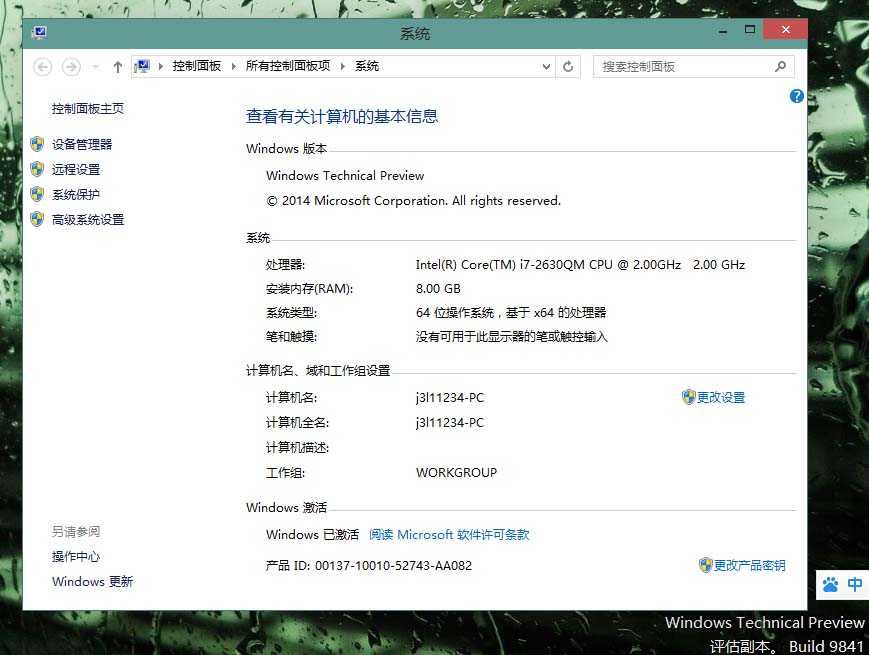 系统
控制面板 所有控制面板项 系统 搜索控制面板
控制面板主页
设备管理器
远程设置
系统保护
高级系统设置
查看有关计算机的基本信息
Windows 版本
Windows Technical Preview
© 2014 Microsoft Corporation. All rights reserved.
系统
处理器: Intel(R) Core(TM) i7-2630QM CPU @ 2.00GHz 2.00 GHz
安装内存(RAM): 8.00 GB
系统类型: 64 位操作系统，基于 x64 的处理器
笔和触摸: 没有可用于此显示器的笔或触控输入
计算机名、域和工作组设置
计算机名: j3l11234-PC 更改设置
计算机全名: j3l11234-PC
计算机描述:
工作组: WORKGROUP
Windows 激活
Windows 已激活 阅读 Microsoft 软件许可条款
产品 ID: 00137-10010-52743-AA082 更改产品密钥
另请参阅
操作中心
Windows 更新
中
Windows Technical Preview
评估副本。 Build 9841